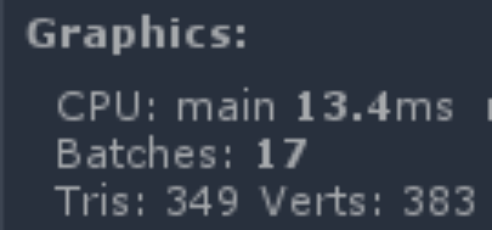 Graphics:
CPU: main 13.4ms
Batches: 17
Tris: 349 Verts: 383